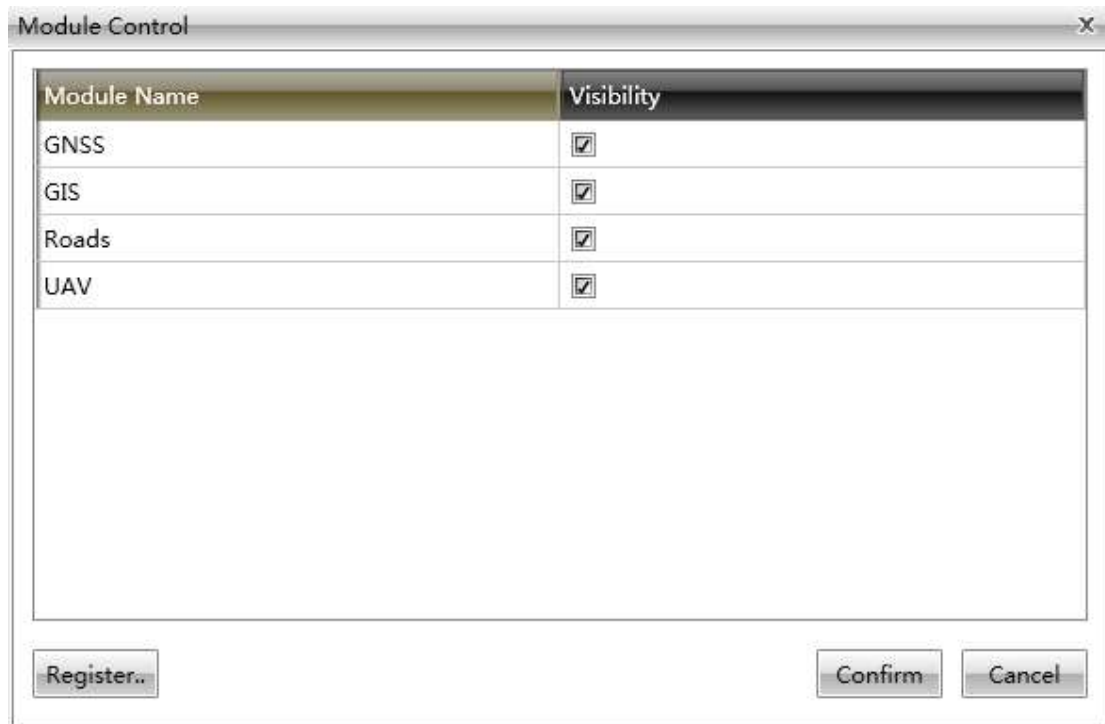 Module Control
Module Name Visibility
GNSS
GIS
Roads
UAV
Register.. Confirm Cancel